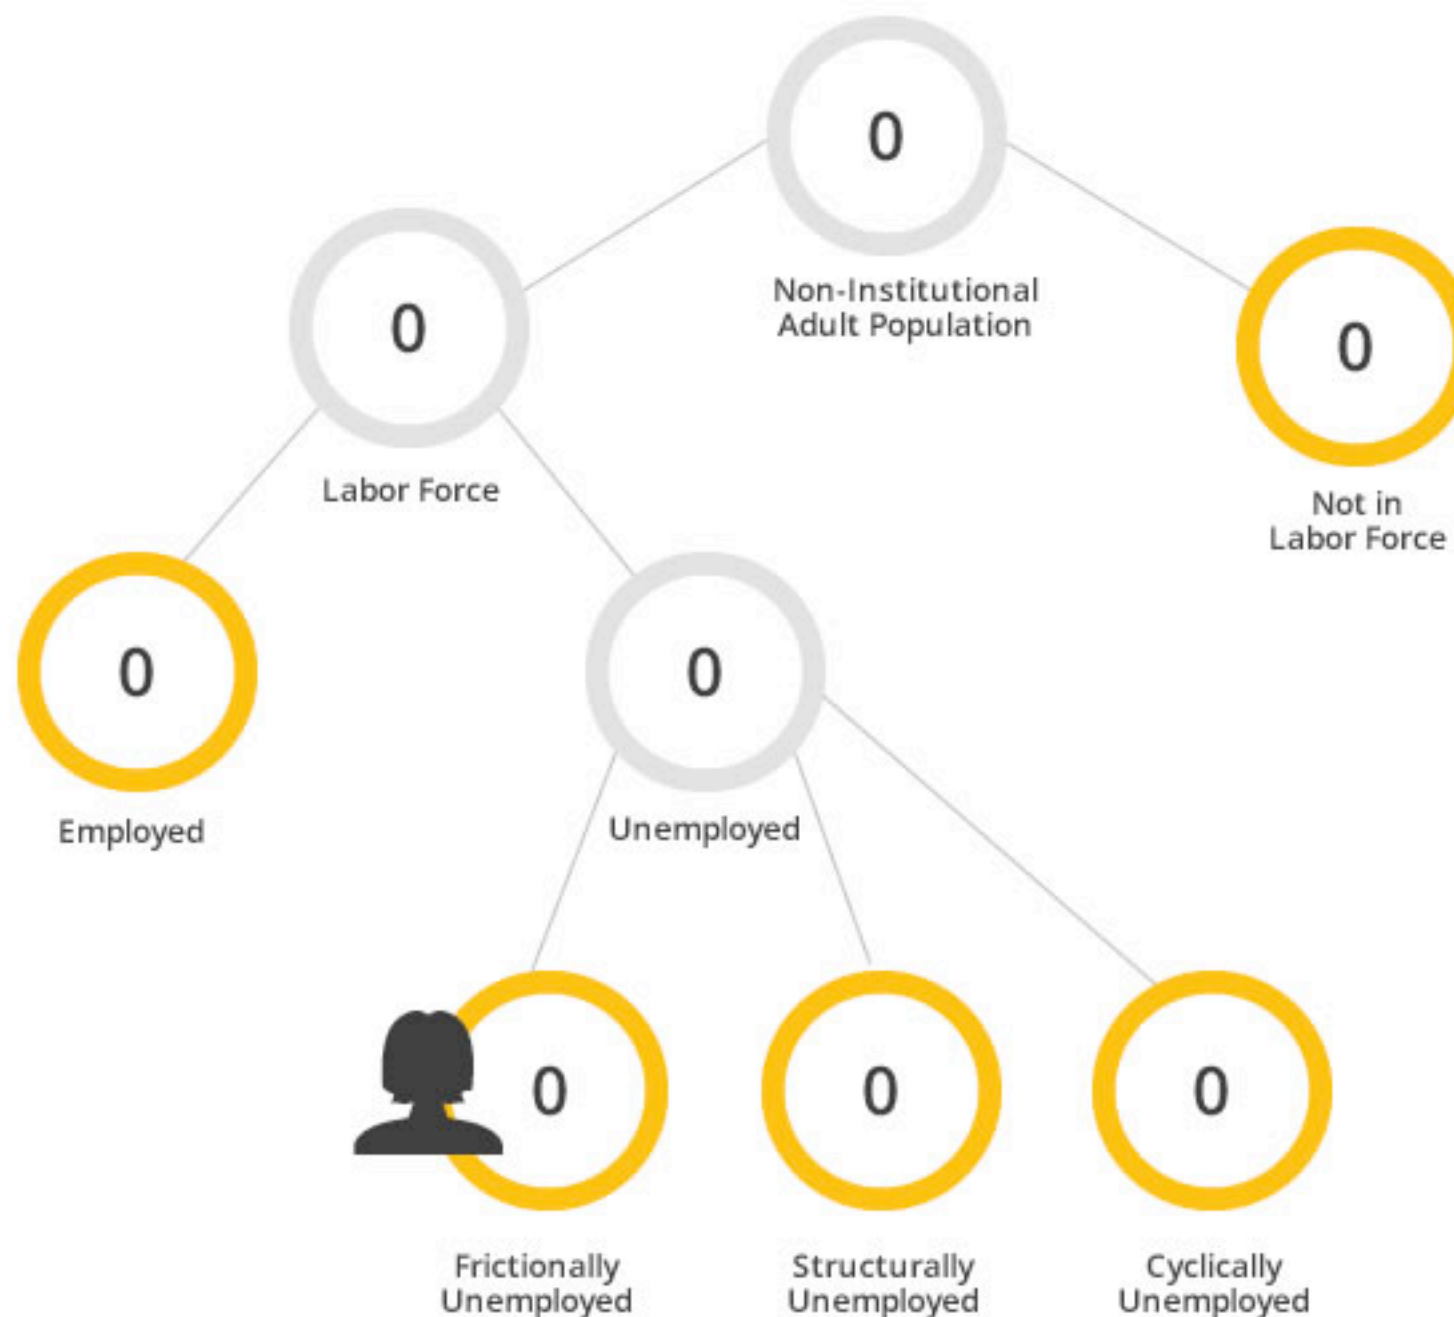 0
Non-Institutional
Adult Population
0
Labor Force
0
Not in
Labor Force
0
Employed
0
Unemployed
0
Frictionally
Unemployed
0
Structurally
Unemployed
0
Cyclically
Unemployed